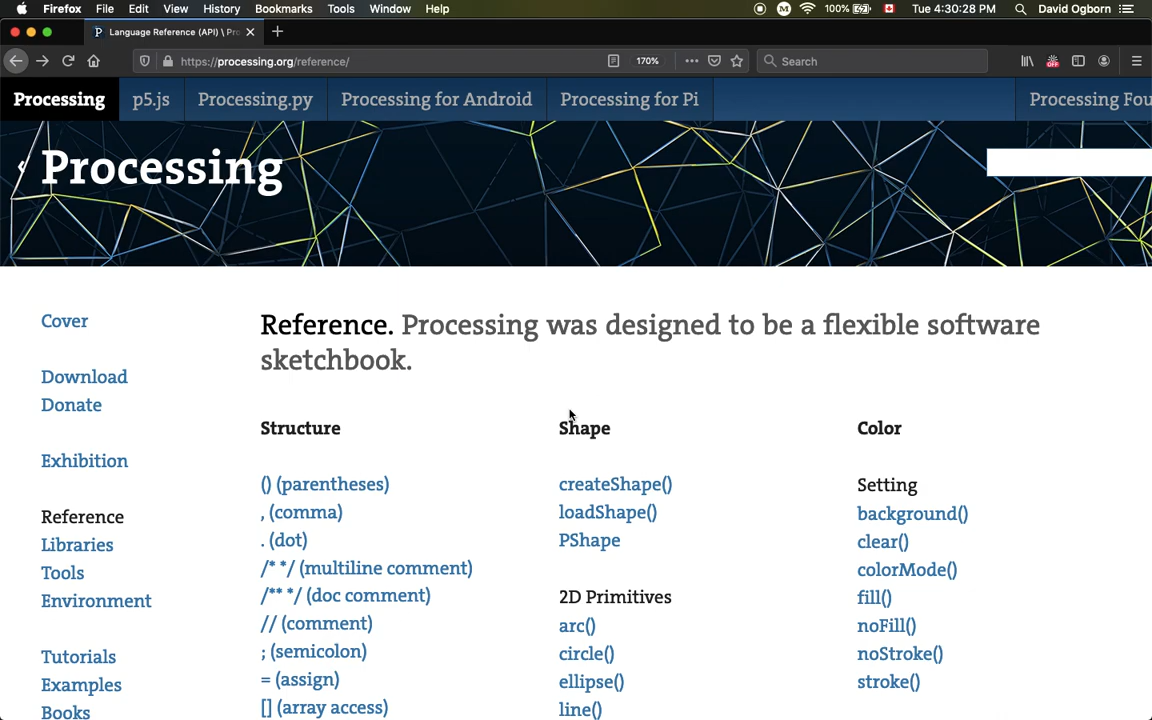 Firefox File Edit View History Bookmarks Tools Window Help 100% Tue 4:30:28 PM David Ogborn
Language Reference (API) \ Pro
https://processing.org/reference/ 170% Search
Processing p5.js Processing.py Processing for Android Processing for Pi Processing Fou
Processing
Cover
Download
Donate
Exhibition
Reference
Libraries
Tools
Environment
Tutorials
Examples
Books
Reference. Processing was designed to be a flexible software
sketchbook.
Structure
() (parentheses)
, (comma)
. (dot)
/* */ (multiline comment)
/** */ (doc comment)
// (comment)
; (semicolon)
= (assign)
[] (array access)
Shape
createShape()
loadShape()
PShape
2D Primitives
arc()
circle()
ellipse()
line()
Color
Setting
background()
clear()
colorMode()
fill()
noFill()
noStroke()
stroke()